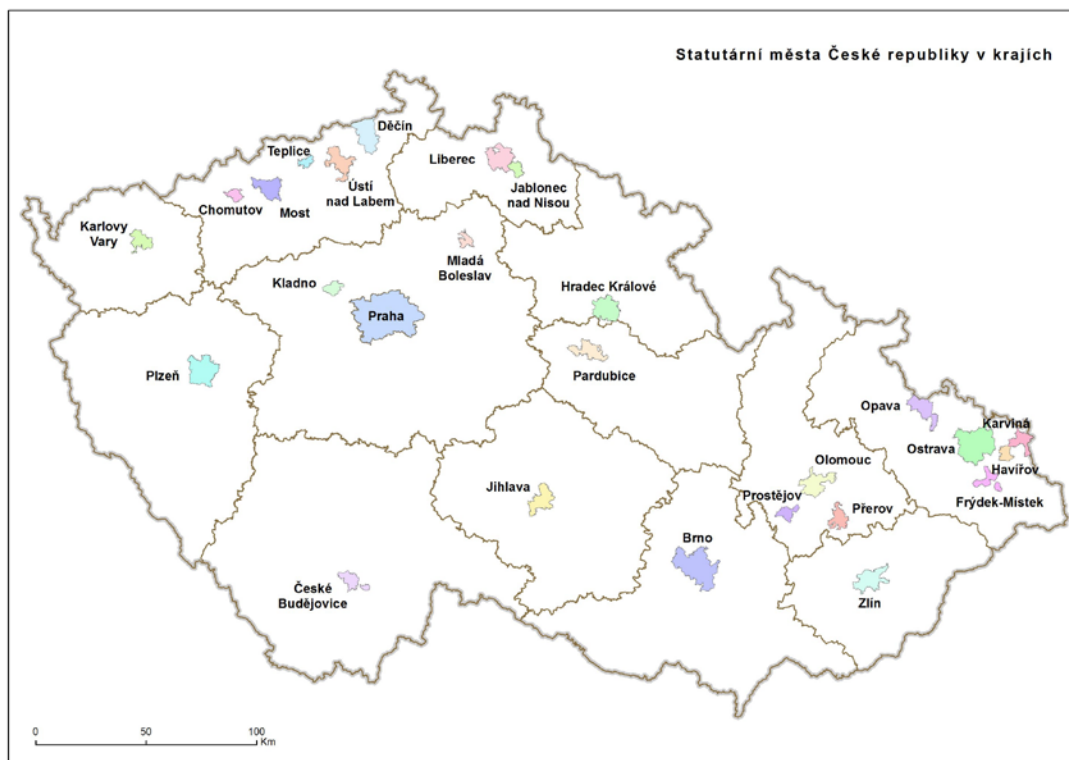 Statutární města České republiky v krajích
Děčín
Teplice
Liberec
Ústí
nad Labem
Jablonec
nad Nisou
Chomutov
Most
Karlovy
Vary
Mladá
Boleslav
Kladno
Hradec Králové
Praha
Plzeň
Pardubice
Opava
Karviná
Ostrava
Havířov
Olomouc
Frýdek-Místek
Jihlava
Prostějov
Přerov
Brno
České
Budějovice
Zlín
0 50 100
Km